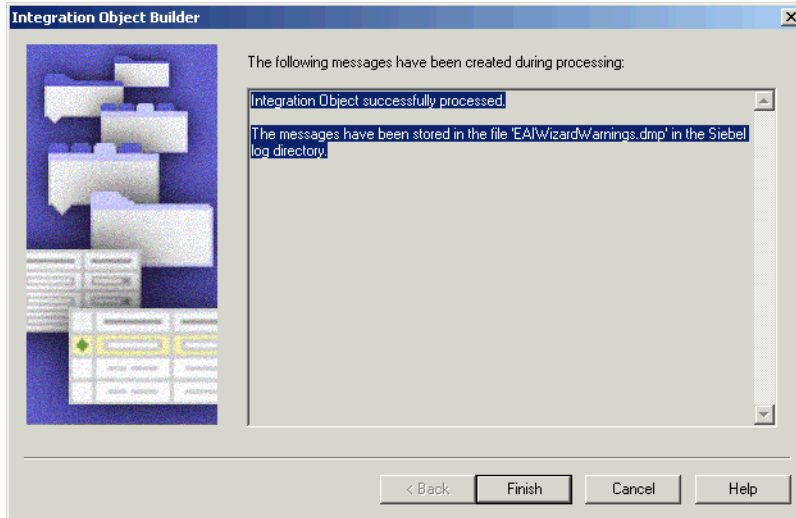 Integration Object Builder
The following messages have been created during processing:
Integration Object successfully processed.
The messages have been stored in the file 'EAIWizardWarnings.dmp' in the Siebel
log directory.
< Back
Finish
Cancel
Help